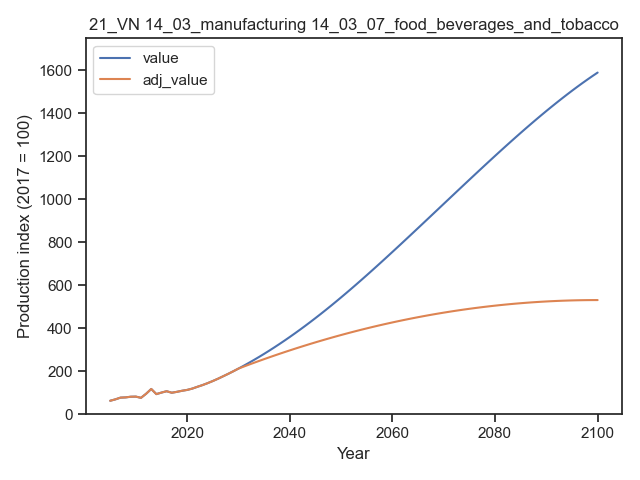 21_VN 14_03_manufacturing 14_03_07_food_beverages_and_tobacco
value
adj_value
Production index (2017 = 100)
1600
1400
1200
1000
800
600
400
200
0
2020
2040
2060
2080
2100
Year